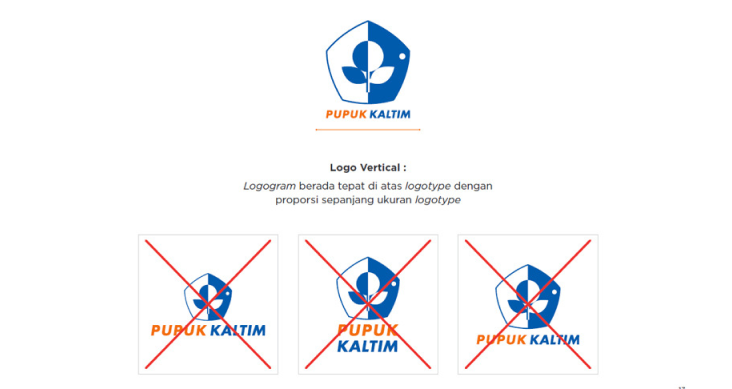 PUPUK KALTIM
Logo Vertical :
Logogram berada tepat di atas logotype dengan
proporsi sepanjang ukuran logotype
PUPUK KALTIM
PUPUK
KALTIM
PUPUK KALTIM